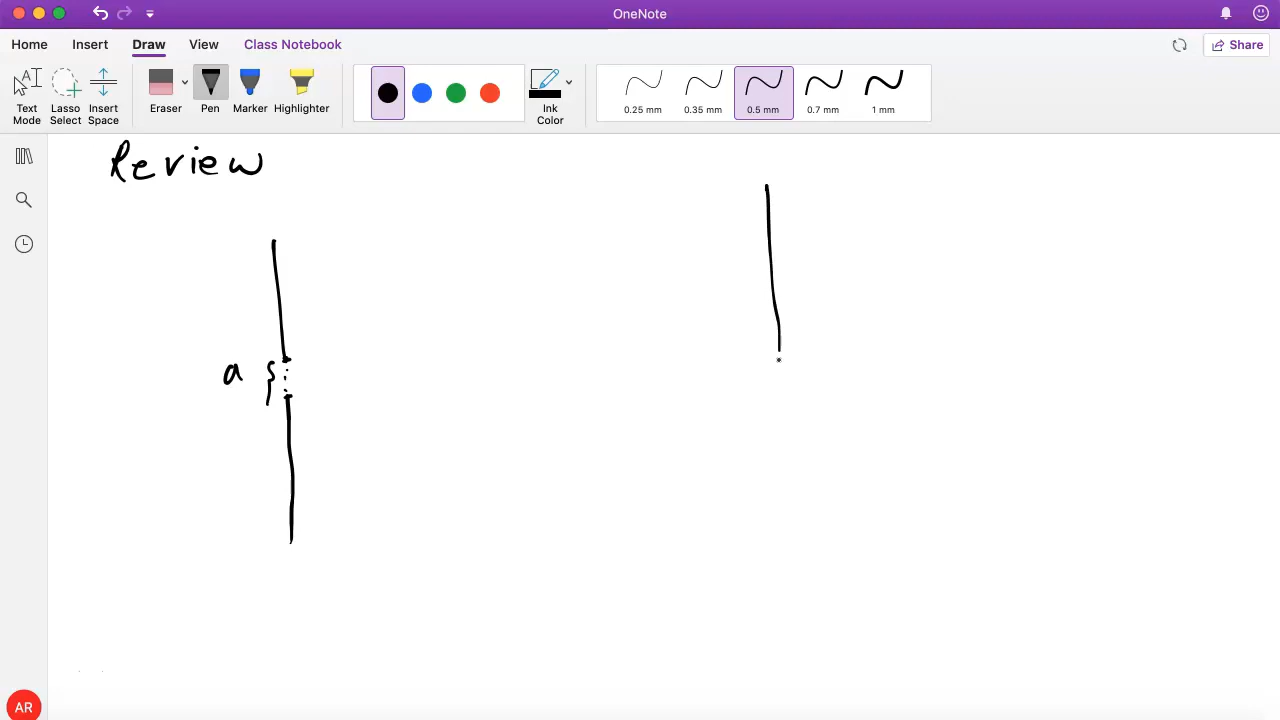 OneNote
Home Insert Draw View Class Notebook Share
Text Mode
Lasso Select
Insert Space
Eraser
Pen
Marker
Highlighter
Ink Color
0.25 mm
0.35 mm
0.5 mm
0.7 mm
1 mm
Review
a {
AR